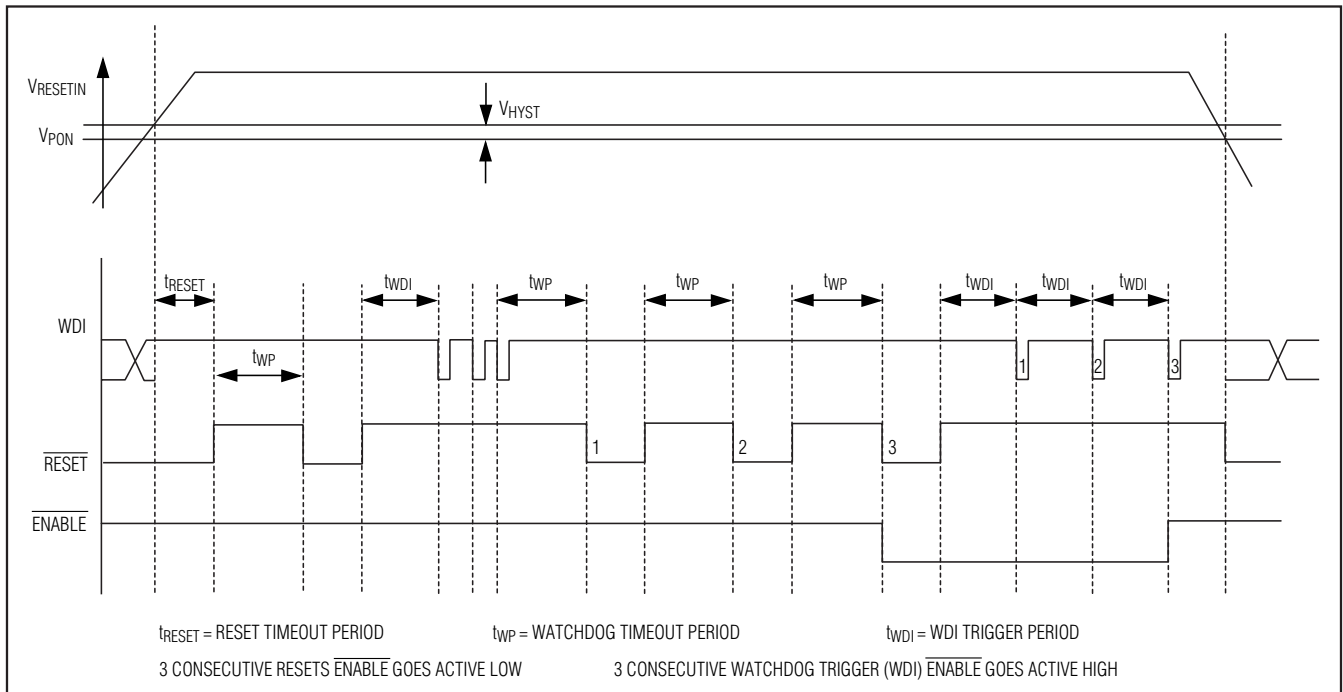 VRESETIN
VHYST
VPON
tRESET
tWDI
tWP
tWP
tWP
tWDI
tWDI
tWDI
WDI
tWP
1
2
3
RESET
1
2
3
ENABLE
tRESET = RESET TIMEOUT PERIOD
tWP = WATCHDOG TIMEOUT PERIOD
tWDI = WDI TRIGGER PERIOD
3 CONSECUTIVE RESETS ENABLE GOES ACTIVE LOW
3 CONSECUTIVE WATCHDOG TRIGGER (WDI) ENABLE GOES ACTIVE HIGH